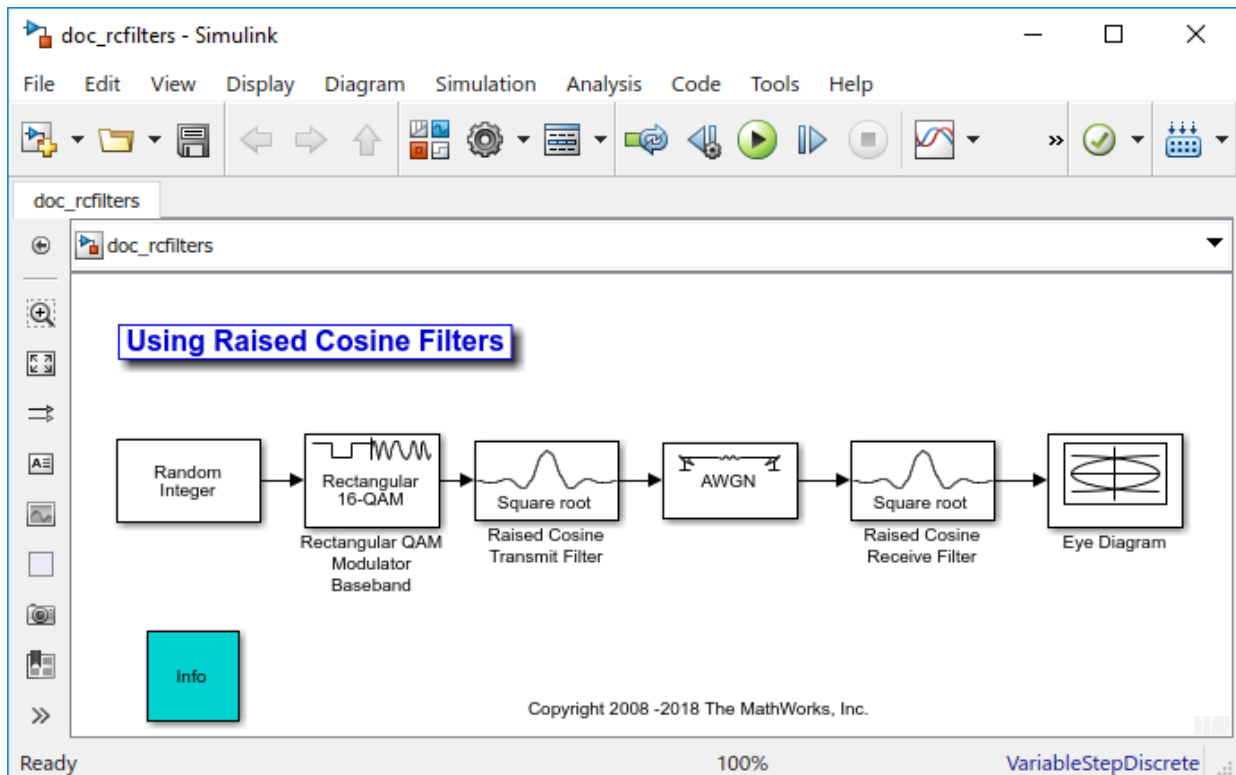 doc_rcfilters - Simulink
File Edit View Display Diagram Simulation Analysis Code Tools Help
doc_rcfilters
doc_rcfilters
Using Raised Cosine Filters
Random
Integer
Rectangular
16-QAM
Rectangular QAM
Modulator
Baseband
Square root
Raised Cosine
Transmit Filter
AWGN
Square root
Raised Cosine
Receive Filter
Eye Diagram
Info
Copyright 2008 -2018 The MathWorks, Inc.
Ready 100% VariableStepDiscrete